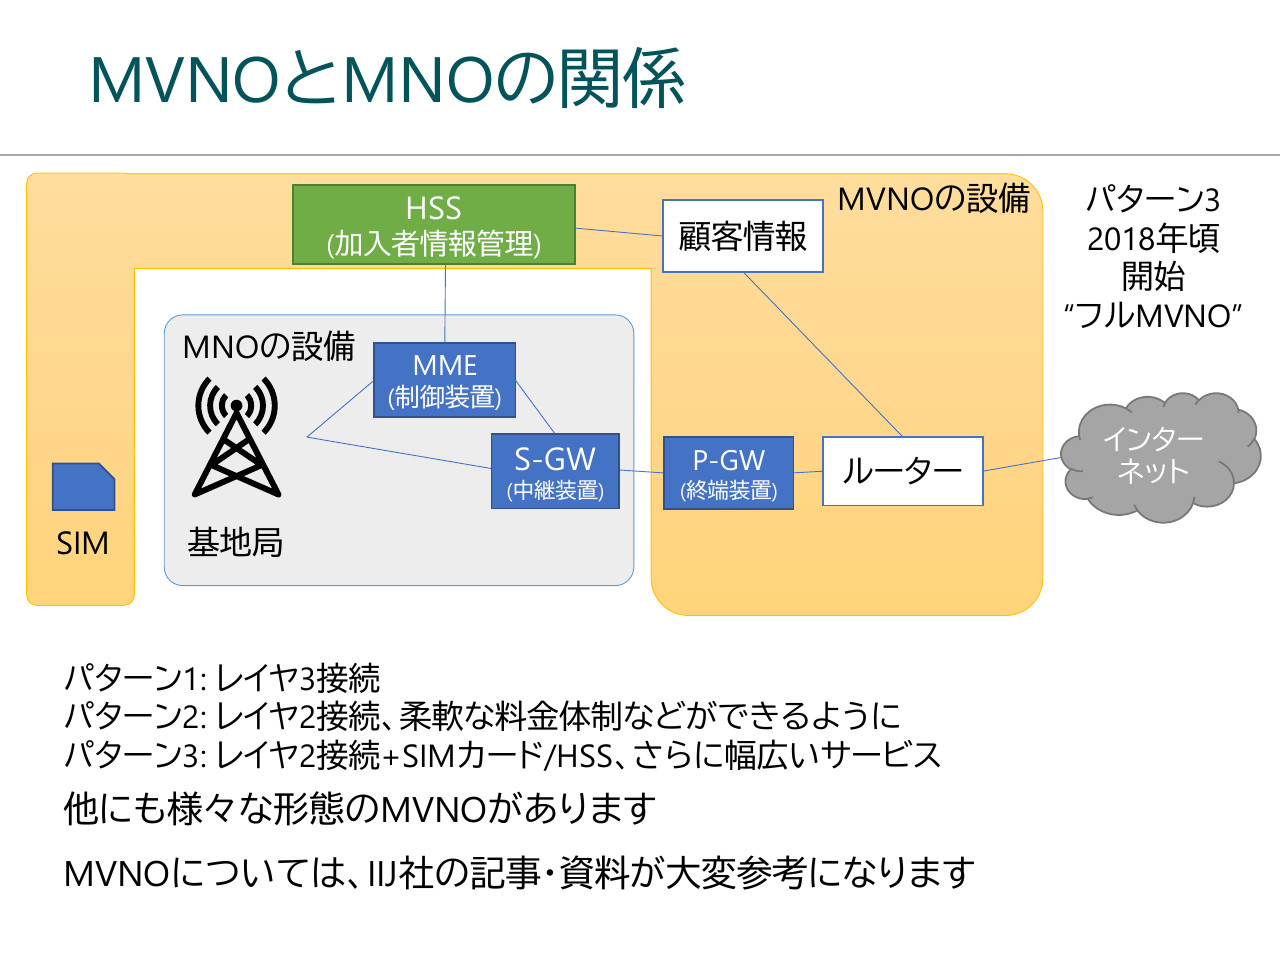 MVNOとMNOの関係
HSS
(加入者情報管理)
顧客情報
MVNOの設備
パターン3
2018年頃
開始
“フルMVNO”
MNOの設備
MME
(制御装置)
S-GW
(中継装置)
P-GW
(終端装置)
ルーター
インター
ネット
SIM
基地局
パターン1: レイヤ3接続
パターン2: レイヤ2接続、柔軟な料金体制などができるように
パターン3: レイヤ2接続+SIMカード/HSS、さらに幅広いサービス
他にも様々な形態のMVNOがあります
MVNOについては、IIJ社の記事・資料が大変参考になります